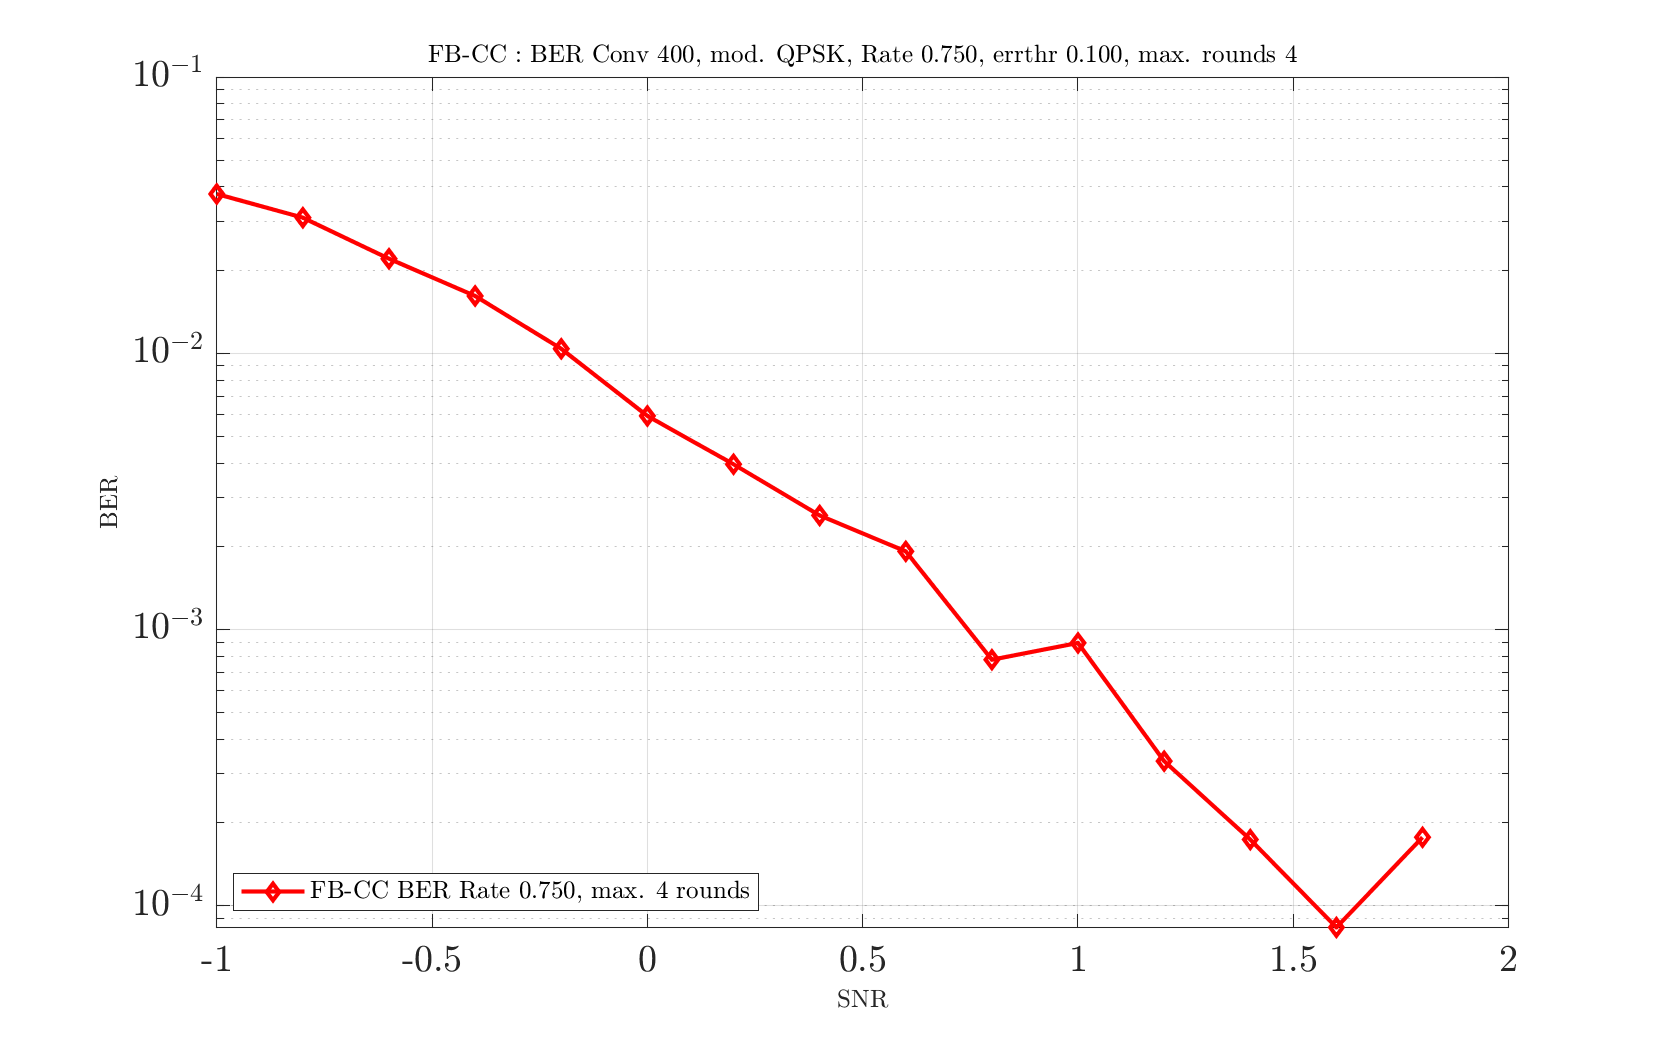 FB-CC : BER Conv 400, mod. QPSK, Rate 0.750, errthr 0.100, max. rounds 4
10⁻¹
10⁻²
10⁻³
10⁻⁴
BER
FB-CC BER Rate 0.750, max. 4 rounds
-1 -0.5 0 0.5 1 1.5 2
SNR